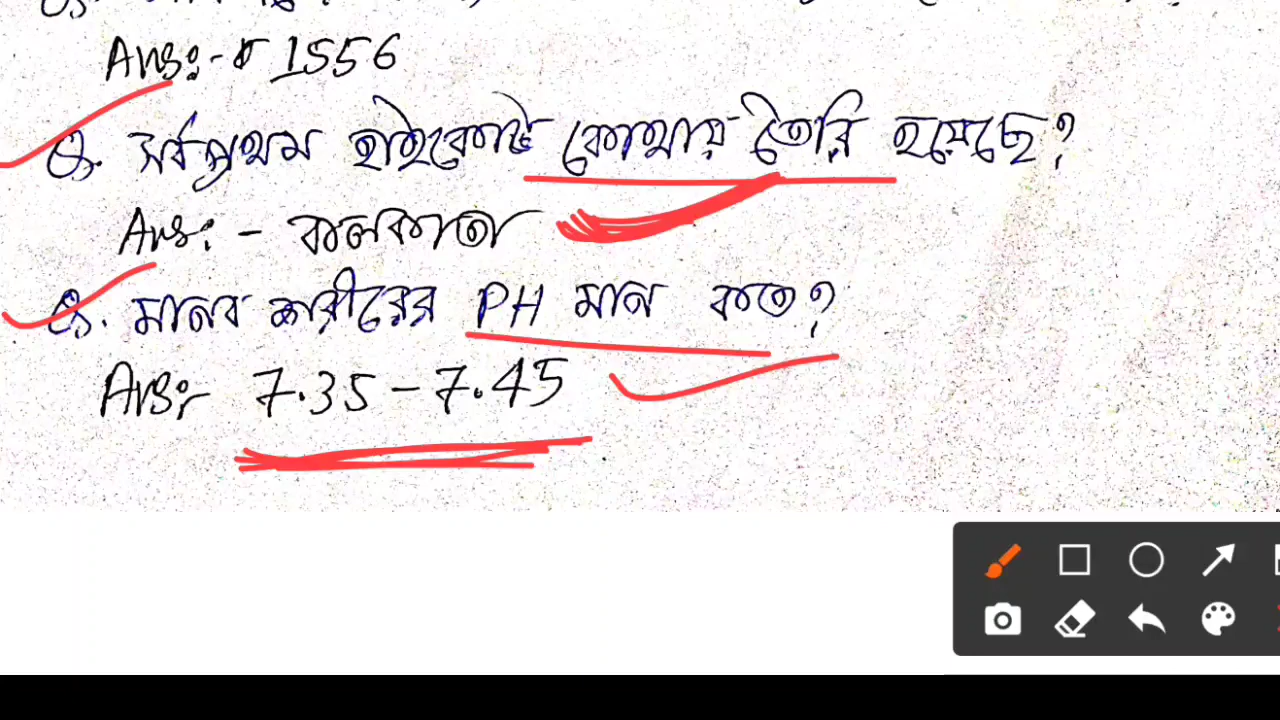 Ans:- 1556
Q. সর্বপ্রথম হাইকোর্ট কোথায় তৈরি হয়েছে?
Ans: - কলকাতা
Q. মানব শরীরের PH মান কত?
Ans:- 7.35 - 7.45